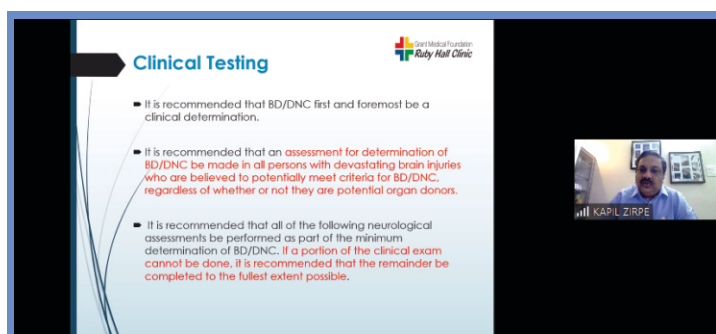 Grant Medical Foundation
Ruby Hall Clinic
Clinical Testing
It is recommended that BD/DNC first and foremost be a
clinical determination.
It is recommended that an assessment for determination of
BD/DNC be made in all persons with devastating brain injuries
who are believed to potentially meet criteria for BD/DNC,
regardless of whether or not they are potential organ donors.
It is recommended that all of the following neurological
assessments be performed as part of the minimum
determination of BD/DNC. If a portion of the clinical exam
cannot be done, it is recommended that the remainder be
completed to the fullest extent possible.
KAPIL ZIRPE